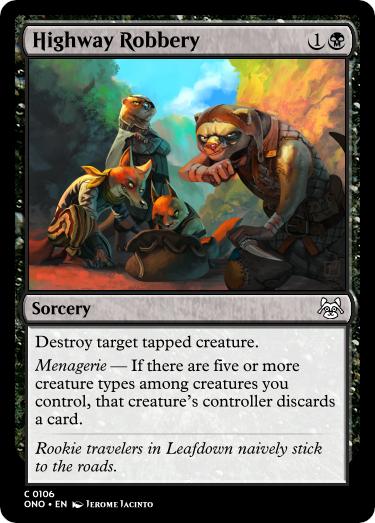 Highway Robbery 1
Sorcery
Destroy target tapped creature.
Menagerie — If there are five or more
creature types among creatures you
control, that creature's controller discards
a card.
Rookie travelers in Leafdown naively stick
to the roads.
C 0106
ONO • EN Jerome Jacinto